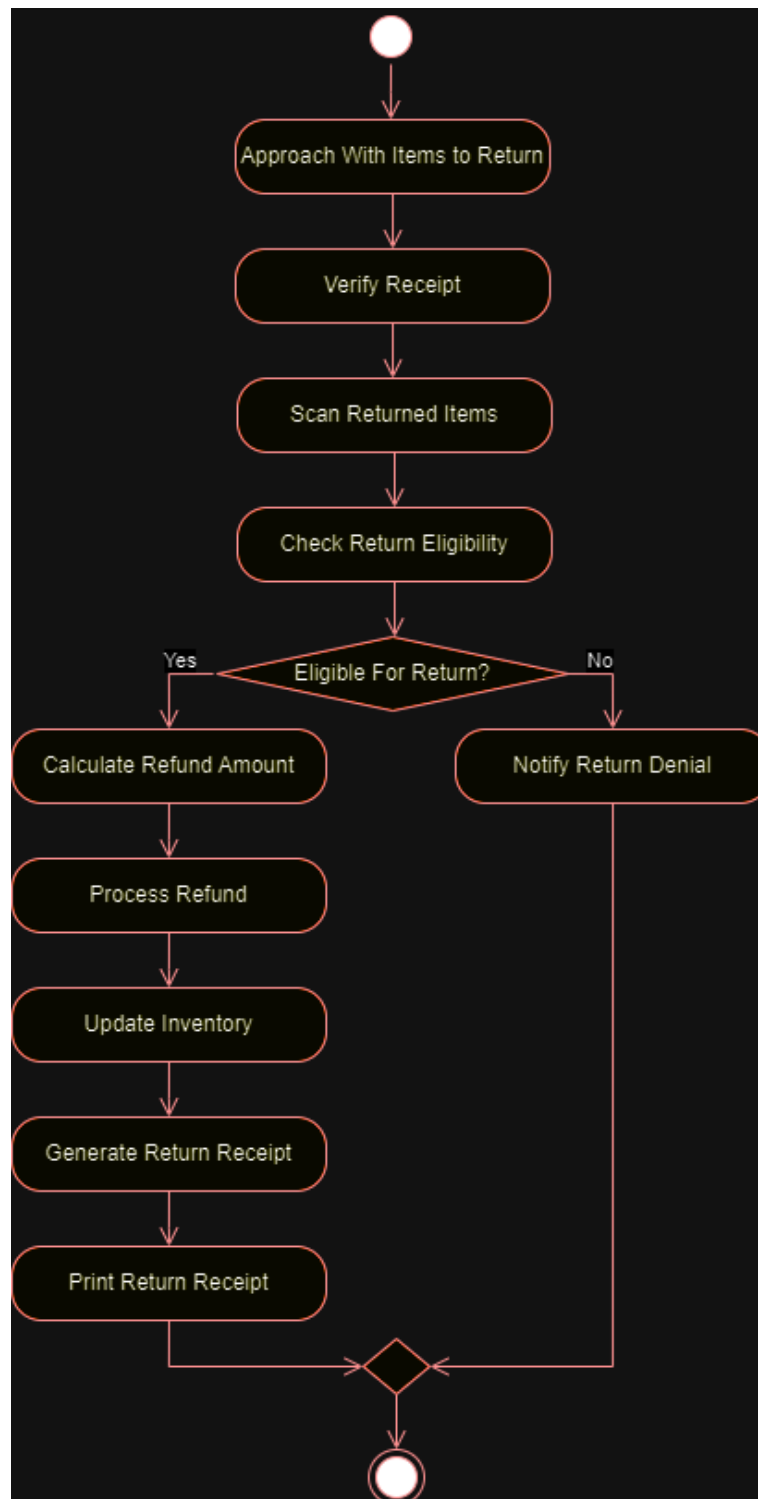 Approach With Items to Return
Verify Receipt
Scan Returned Items
Check Return Eligibility
Eligible For Return?
Yes
No
Calculate Refund Amount
Notify Return Denial
Process Refund
Update Inventory
Generate Return Receipt
Print Return Receipt